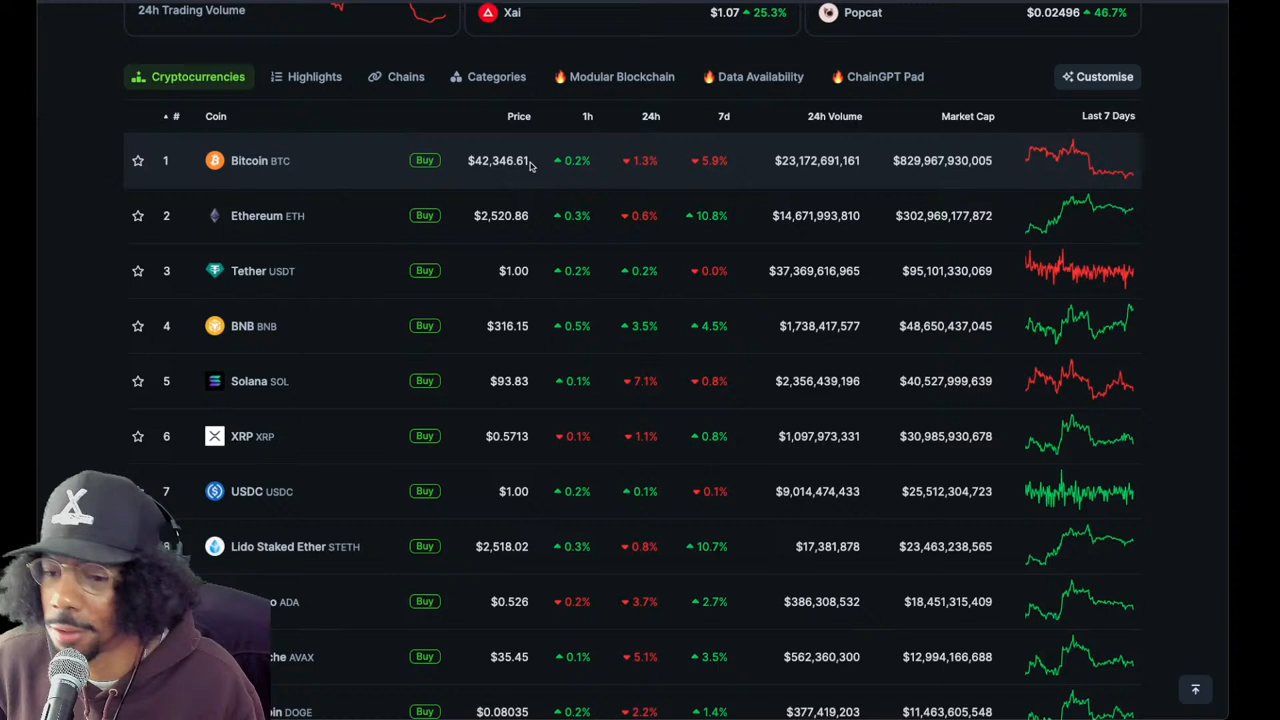 24h Trading Volume
Xai $1.07 25.3%
Popcat $0.02496 46.7%
Cryptocurrencies Highlights Chains Categories Modular Blockchain Data Availability ChainGPT Pad Customise
# Coin Price 1h 24h 7d 24h Volume Market Cap Last 7 Days
1 Bitcoin BTC Buy $42,346.61 0.2% 1.3% 5.9% $23,172,691,161 $829,967,930,005
2 Ethereum ETH Buy $2,520.86 0.3% 0.6% 10.8% $14,671,993,810 $302,969,177,872
3 Tether USDT Buy $1.00 0.2% 0.2% 0.0% $37,369,616,965 $95,101,330,069
4 BNB BNB Buy $316.15 0.5% 3.5% 4.5% $1,738,417,577 $48,650,437,045
5 Solana SOL Buy $93.83 0.1% 7.1% 0.8% $2,356,439,196 $40,527,999,639
6 XRP XRP Buy $0.5713 0.1% 1.1% 0.8% $1,097,973,331 $30,985,930,678
7 USDC USDC Buy $1.00 0.2% 0.1% 0.1% $9,014,474,433 $25,512,304,723
Lido Staked Ether STETH Buy $2,518.02 0.3% 0.8% 10.7% $17,381,878 $23,463,238,565
o ADA Buy $0.526 0.2% 3.7% 2.7% $386,308,532 $18,451,315,409
che AVAX Buy $35.45 0.1% 5.1% 3.5% $562,360,300 $12,994,166,688
in DOGE Buy $0.08035 0.2% 2.2% 1.4% $377,419,203 $11,463,605,548